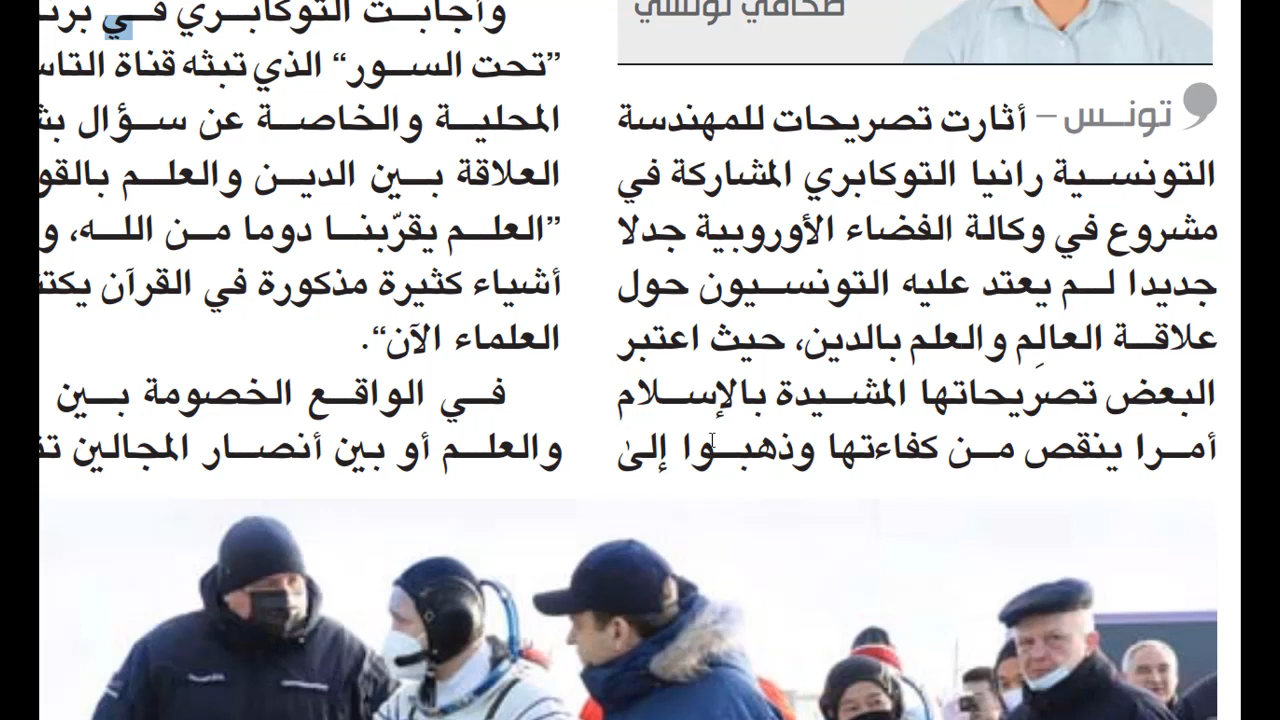 صحافي تونسي
تونس – أثارت تصريحات للمهندسة
التونسية رانيا التوكابري المشاركة في
مشروع في وكالة الفضاء الأوروبية جدلا
جديدا لم يعتد عليه التونسيون حول
علاقة العالِم والعلم بالدين، حيث اعتبر
البعض تصريحاتها المشيدة بالإسلام
أمرا ينقص من كفاءتها وذهبوا إلى
وأجابت التوكابري في
”تحت السور“ الذي تبثه قناة
المحلية والخاصة عن سؤال
العلاقة بين الدين والعلم
”العلم يقرّبنا دوما من الله،
أشياء كثيرة مذكورة في القرآن
العلماء الآن“.
في الواقع الخصومة بين
والعلم أو بين أنصار المجالين